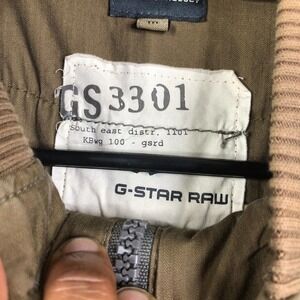 GS3301
South east distr. 1101
KBwg 100 - gsrd
G-STAR RAW